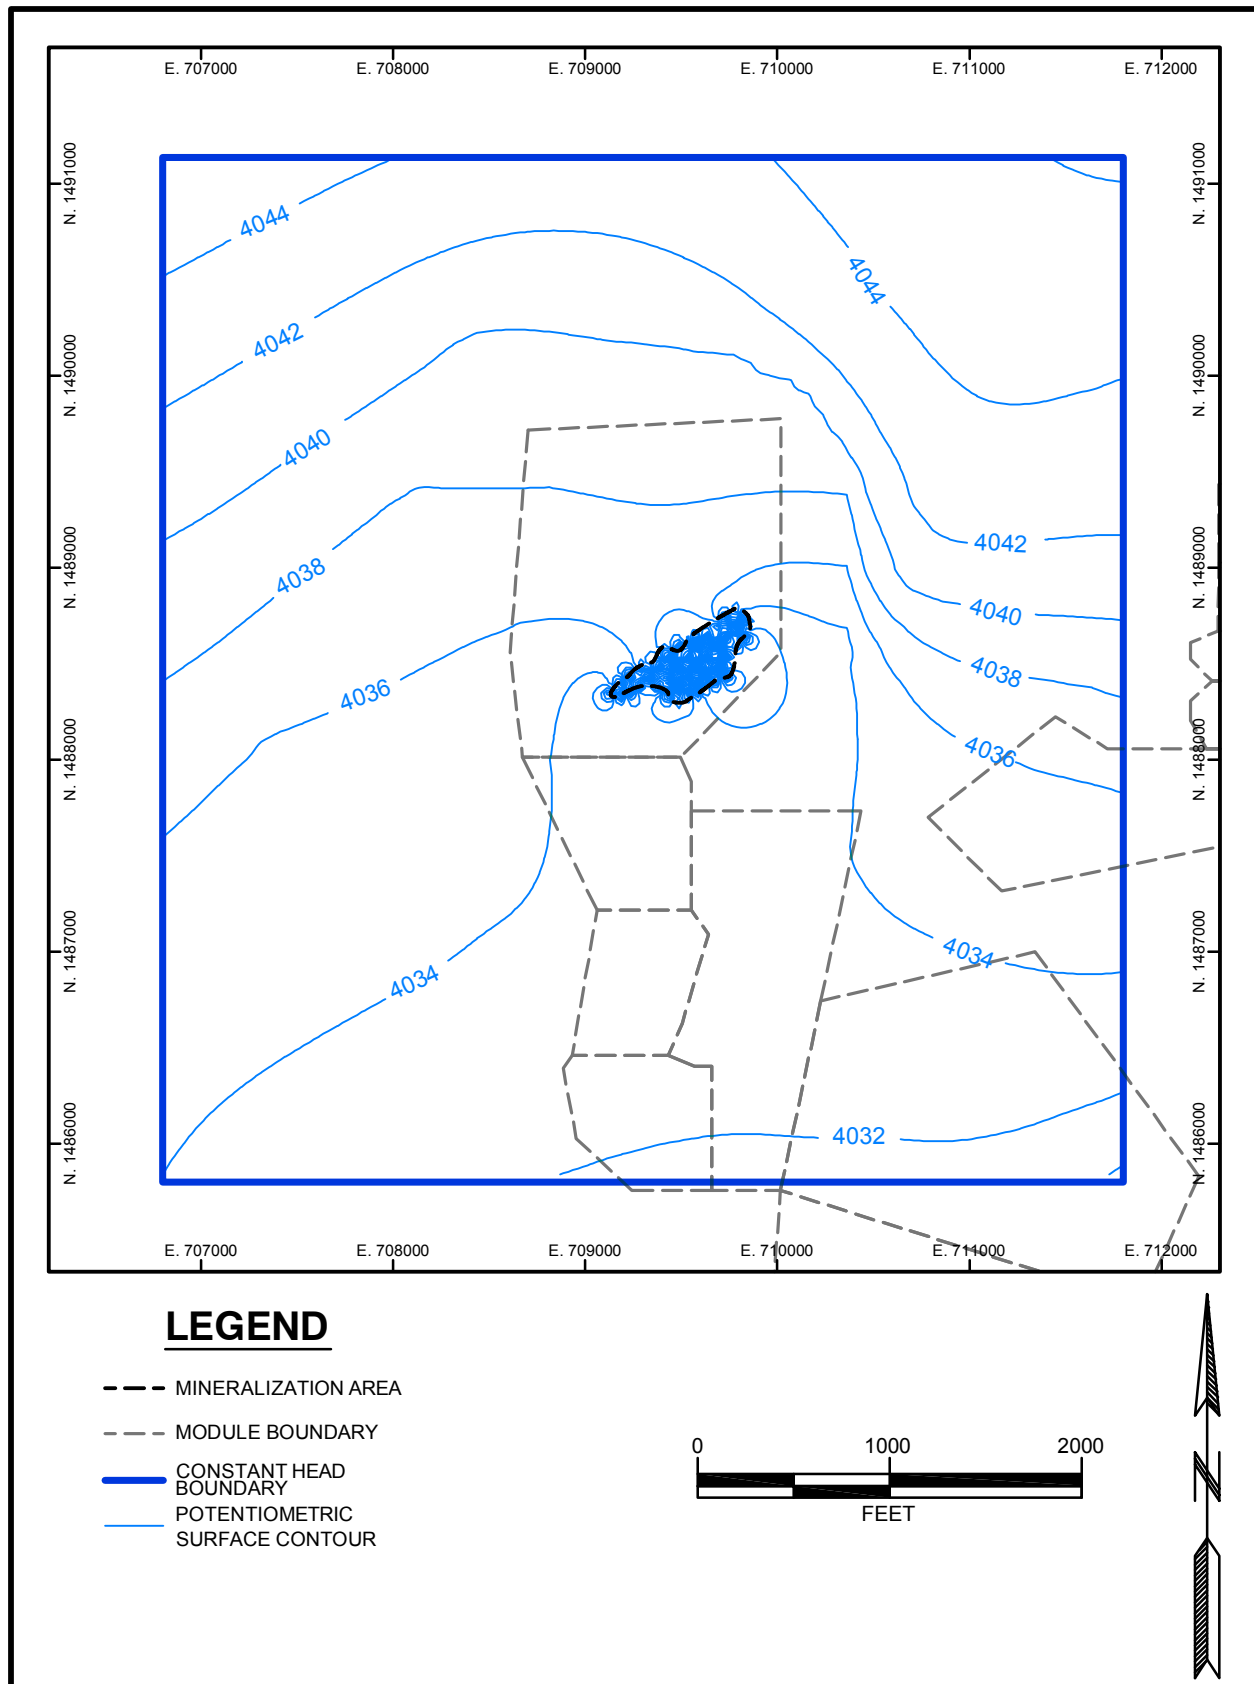 E. 707000 E. 708000 E. 709000 E. 710000 E. 711000 E. 712000
N. 1491000 N. 1491000
4044
4044
4042
N. 1490000 N. 1490000
4040
4042
N. 1489000 N. 1489000
4038
4040
4038
4036
4036
N. 1488000 N. 1488000
4034
4034
N. 1487000 N. 1487000
4032
N. 1486000 N. 1486000
E. 707000 E. 708000 E. 709000 E. 710000 E. 711000 E. 712000
LEGEND
MINERALIZATION AREA
MODULE BOUNDARY
CONSTANT HEAD
BOUNDARY
POTENTIOMETRIC
SURFACE CONTOUR
0 1000 2000
FEET
N